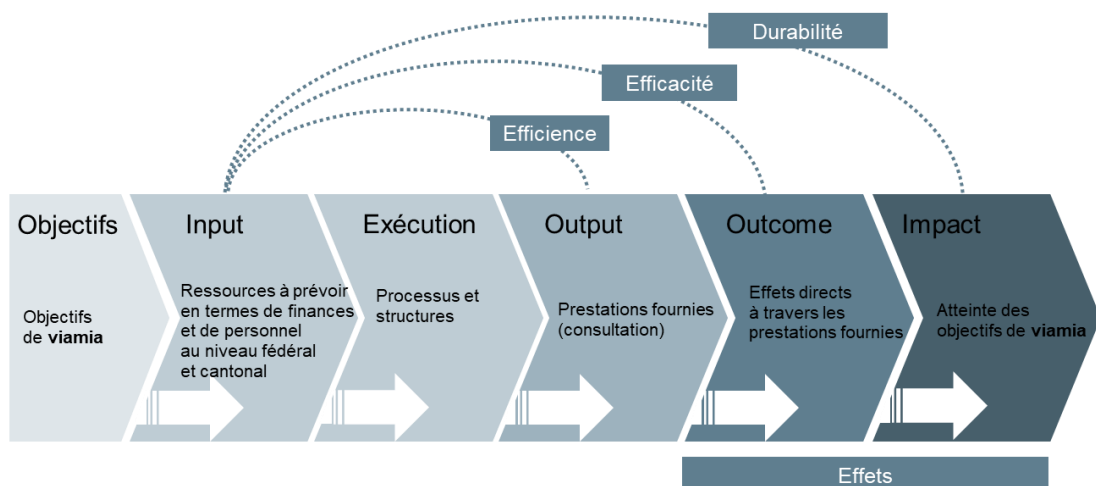 Durabilité
Efficacité
Efficience
Objectifs
Input
Exécution
Output
Outcome
Impact
Objectifs
de viamia
Ressources à prévoir
en termes de finances
et de personnel
au niveau fédéral
et cantonal
Processus et
structures
Prestations fournies
(consultation)
Effets directs
à travers les
prestations fournies
Atteinte des
objectifs de viamia
Effets